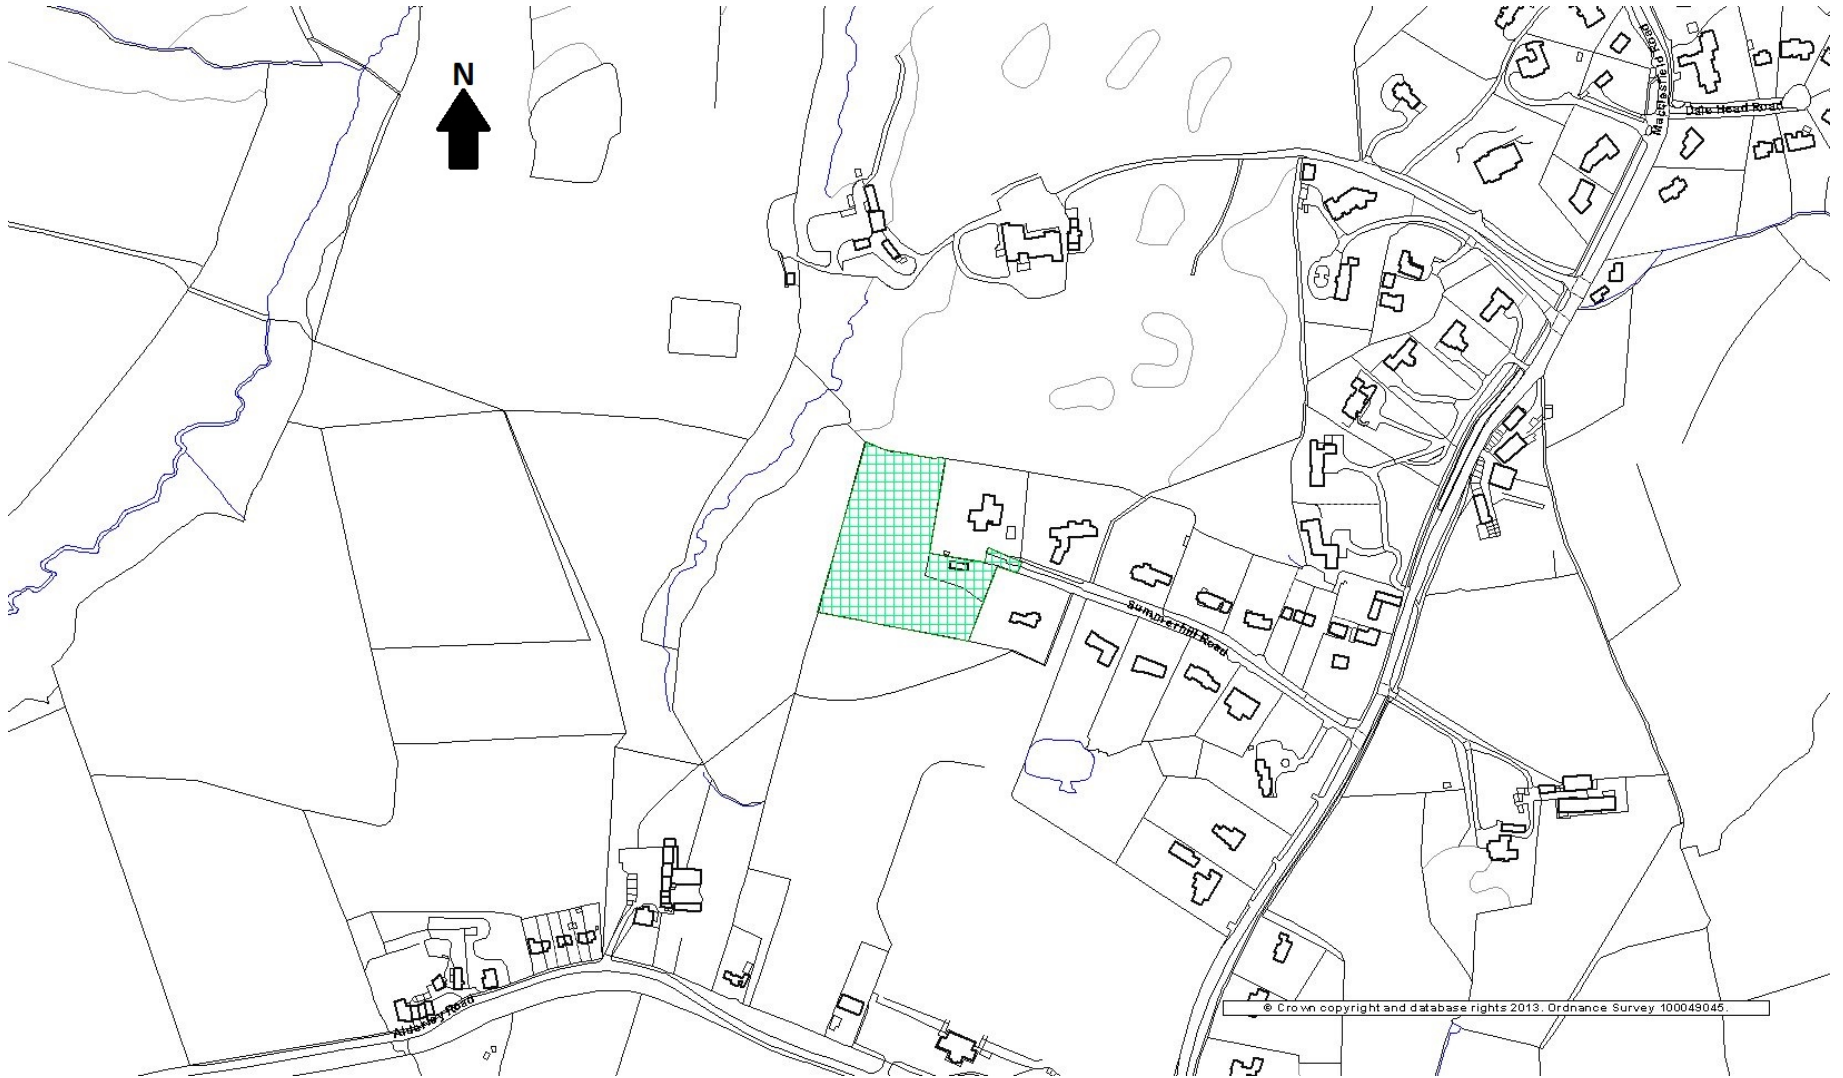 N
Macclesfield Road
Dale Head Road
Summerhill Road
Alderley Road
© Crown copyright and database rights 2013. Ordnance Survey 100049045.